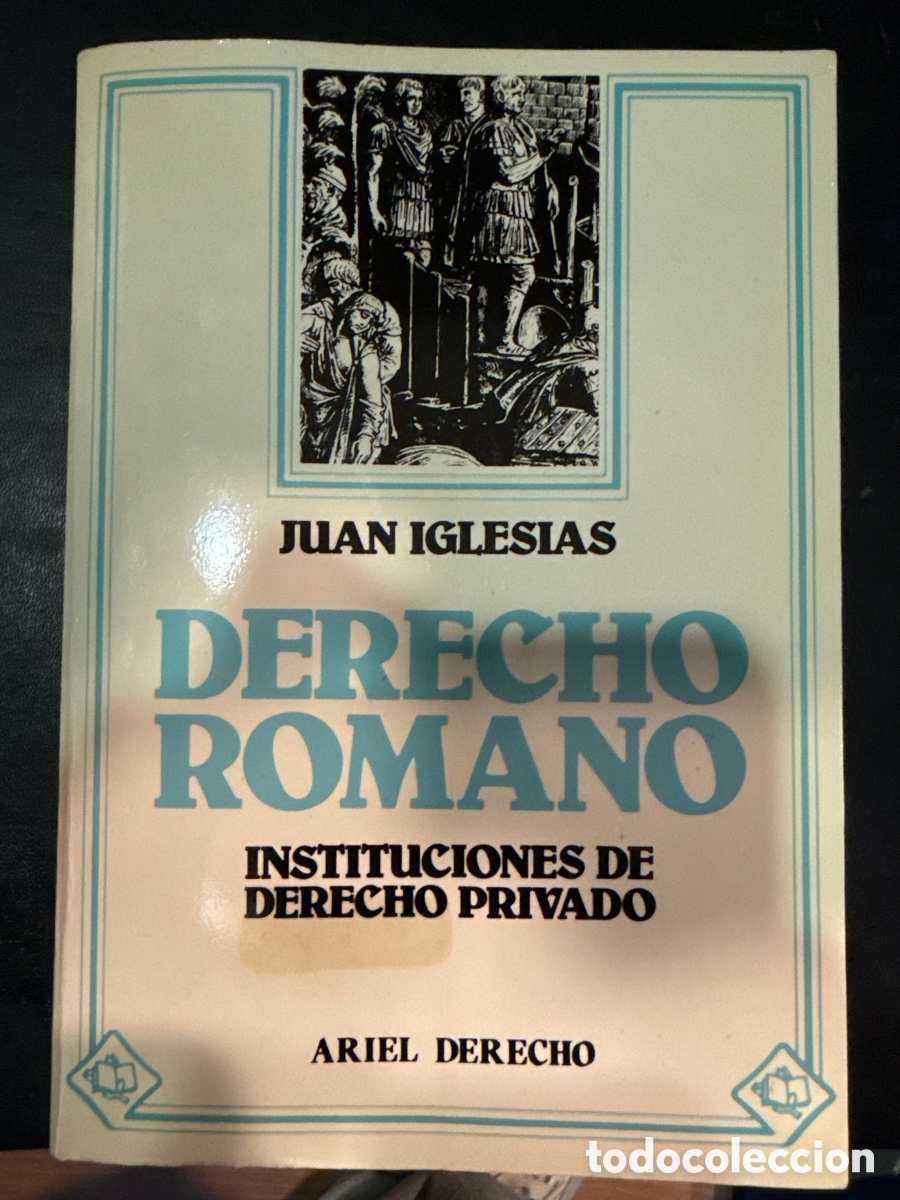 JUAN IGLESIAS
DERECHO
ROMANO
INSTITUCIONES DE
DERECHO PRIVADO
ARIEL DERECHO
todocoleccion